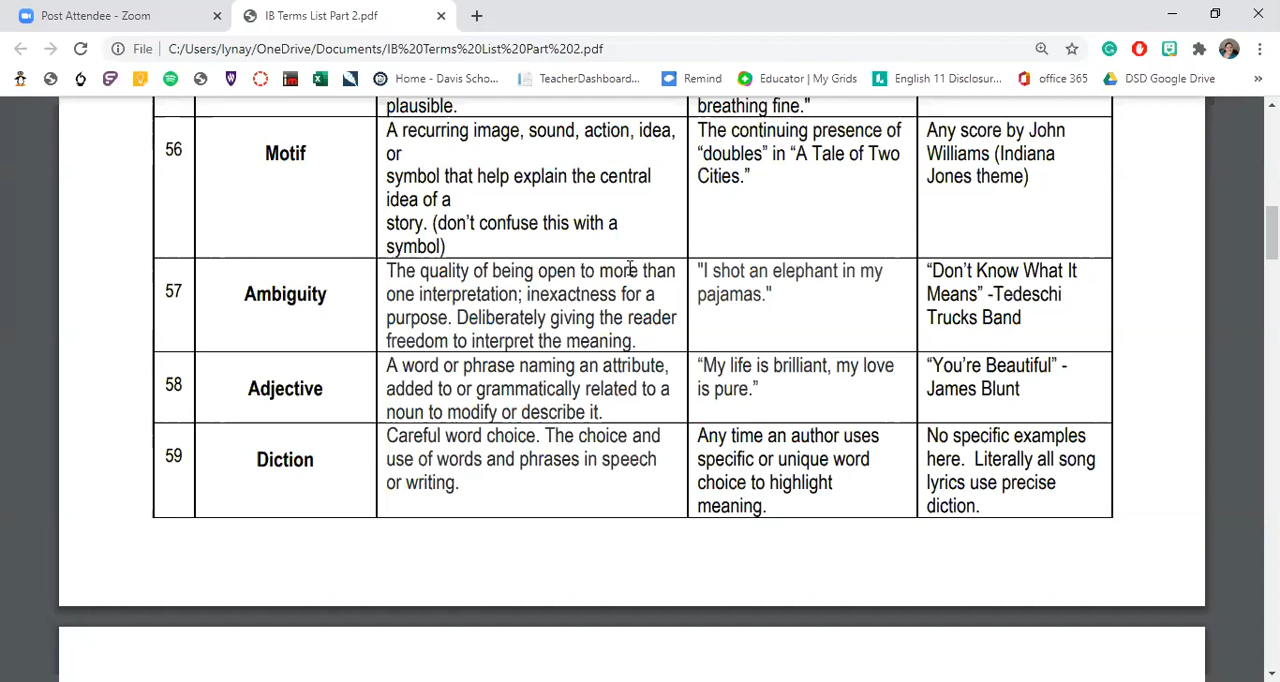 Post Attendee - Zoom
IB Terms List Part 2.pdf
File
C:/Users/lynay/OneDrive/Documents/IB%20Terms%20List%20Part%202.pdf
Home - Davis Scho...
TeacherDashboard...
Remind
Educator | My Grids
English 11 Disclosur...
office 365
DSD Google Drive
»
plausible.
breathing fine."
56
Motif
A recurring image, sound, action, idea,
or
symbol that help explain the central
idea of a
story. (don’t confuse this with a
symbol)
The continuing presence of
“doubles” in “A Tale of Two
Cities.”
Any score by John
Williams (Indiana
Jones theme)
57
Ambiguity
The quality of being open to more than
one interpretation; inexactness for a
purpose. Deliberately giving the reader
freedom to interpret the meaning.
"I shot an elephant in my
pajamas."
“Don’t Know What It
Means” -Tedeschi
Trucks Band
58
Adjective
A word or phrase naming an attribute,
added to or grammatically related to a
noun to modify or describe it.
“My life is brilliant, my love
is pure.”
“You’re Beautiful” -
James Blunt
59
Diction
Careful word choice. The choice and
use of words and phrases in speech
or writing.
Any time an author uses
specific or unique word
choice to highlight
meaning.
No specific examples
here. Literally all song
lyrics use precise
diction.